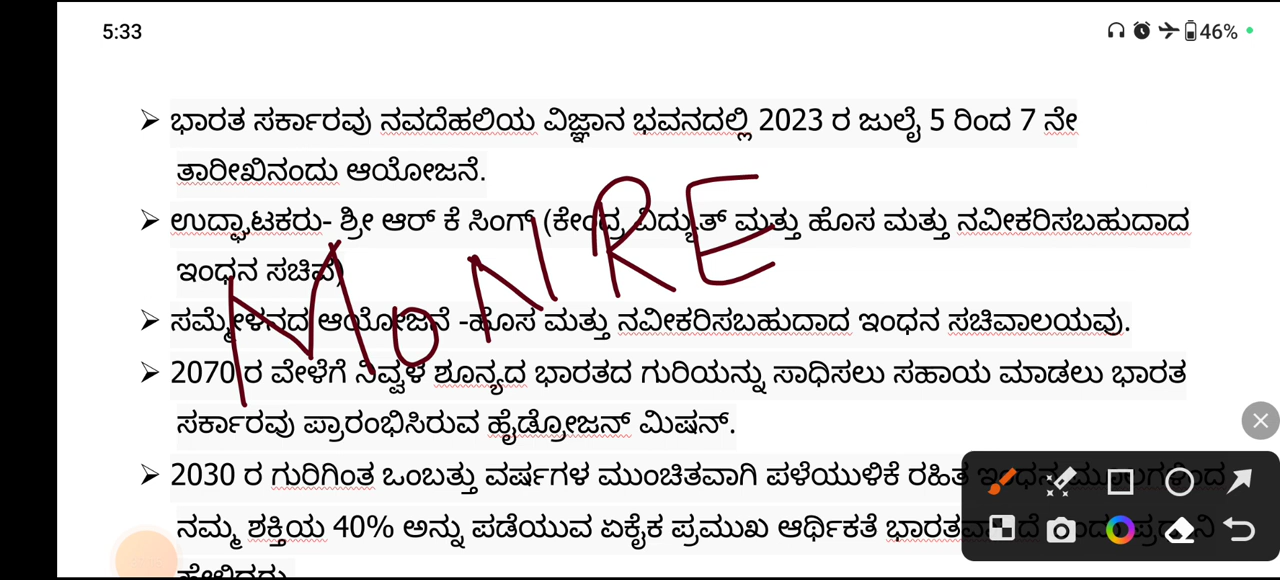 5:33
46%
➢ ಭಾರತ ಸರ್ಕಾರವು ನವದೆಹಲಿಯ ವಿಜ್ಞಾನ ಭವನದಲ್ಲಿ 2023 ರ ಜುಲೈ 5 ರಿಂದ 7 ನೇ
ತಾರೀಖಿನಂದು ಆಯೋಜನೆ.
➢ ಉದ್ಘಾಟಕರು- ಶ್ರೀ ಆರ್ ಕೆ ಸಿಂಗ್ (ಕೇಂದ್ರ ವಿದ್ಯುತ್ ಮತ್ತು ಹೊಸ ಮತ್ತು ನವೀಕರಿಸಬಹುದಾದ
ಇಂಧನ ಸಚಿವ)
MoNRE
➢ ಸಮ್ಮೇಳನದ ಆಯೋಜನೆ -ಹೊಸ ಮತ್ತು ನವೀಕರಿಸಬಹುದಾದ ಇಂಧನ ಸಚಿವಾಲಯವು.
➢ 2070 ರ ವೇಳೆಗೆ ನಿವ್ವಳ ಶೂನ್ಯದ ಭಾರತದ ಗುರಿಯನ್ನು ಸಾಧಿಸಲು ಸಹಾಯ ಮಾಡಲು ಭಾರತ
ಸರ್ಕಾರವು ಪ್ರಾರಂಭಿಸಿರುವ ಹೈಡ್ರೋಜನ್ ಮಿಷನ್.
➢ 2030 ರ ಗುರಿಗಿಂತ ಒಂಬತ್ತು ವರ್ಷಗಳ ಮುಂಚಿತವಾಗಿ ಪಳೆಯುಳಿಕೆ ರಹಿತ ಇಂಧನ ಮೂಲಗಳಿಂದ
ನಮ್ಮ ಶಕ್ತಿಯ 40% ಅನ್ನು ಪಡೆಯುವ ಏಕೈಕ ಪ್ರಮುಖ ಆರ್ಥಿಕತೆ